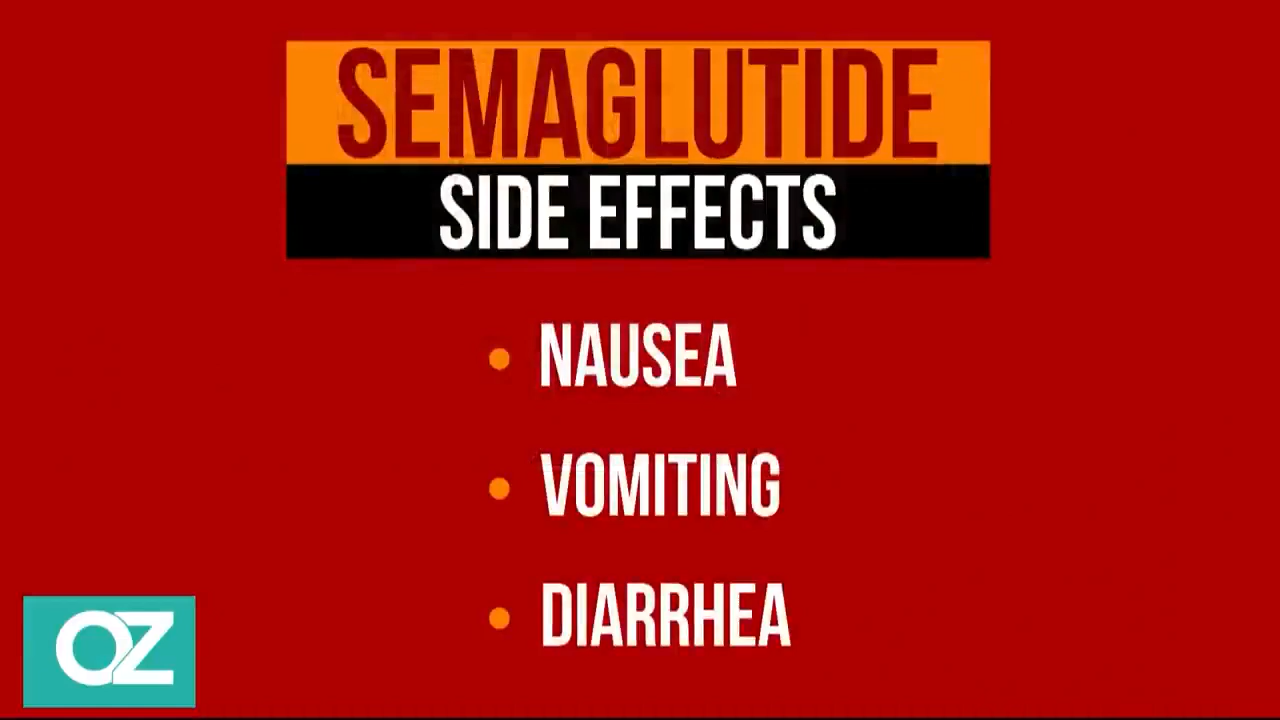 SEMAGLUTIDE
SIDE EFFECTS
• NAUSEA
• VOMITING
• DIARRHEA
OZ